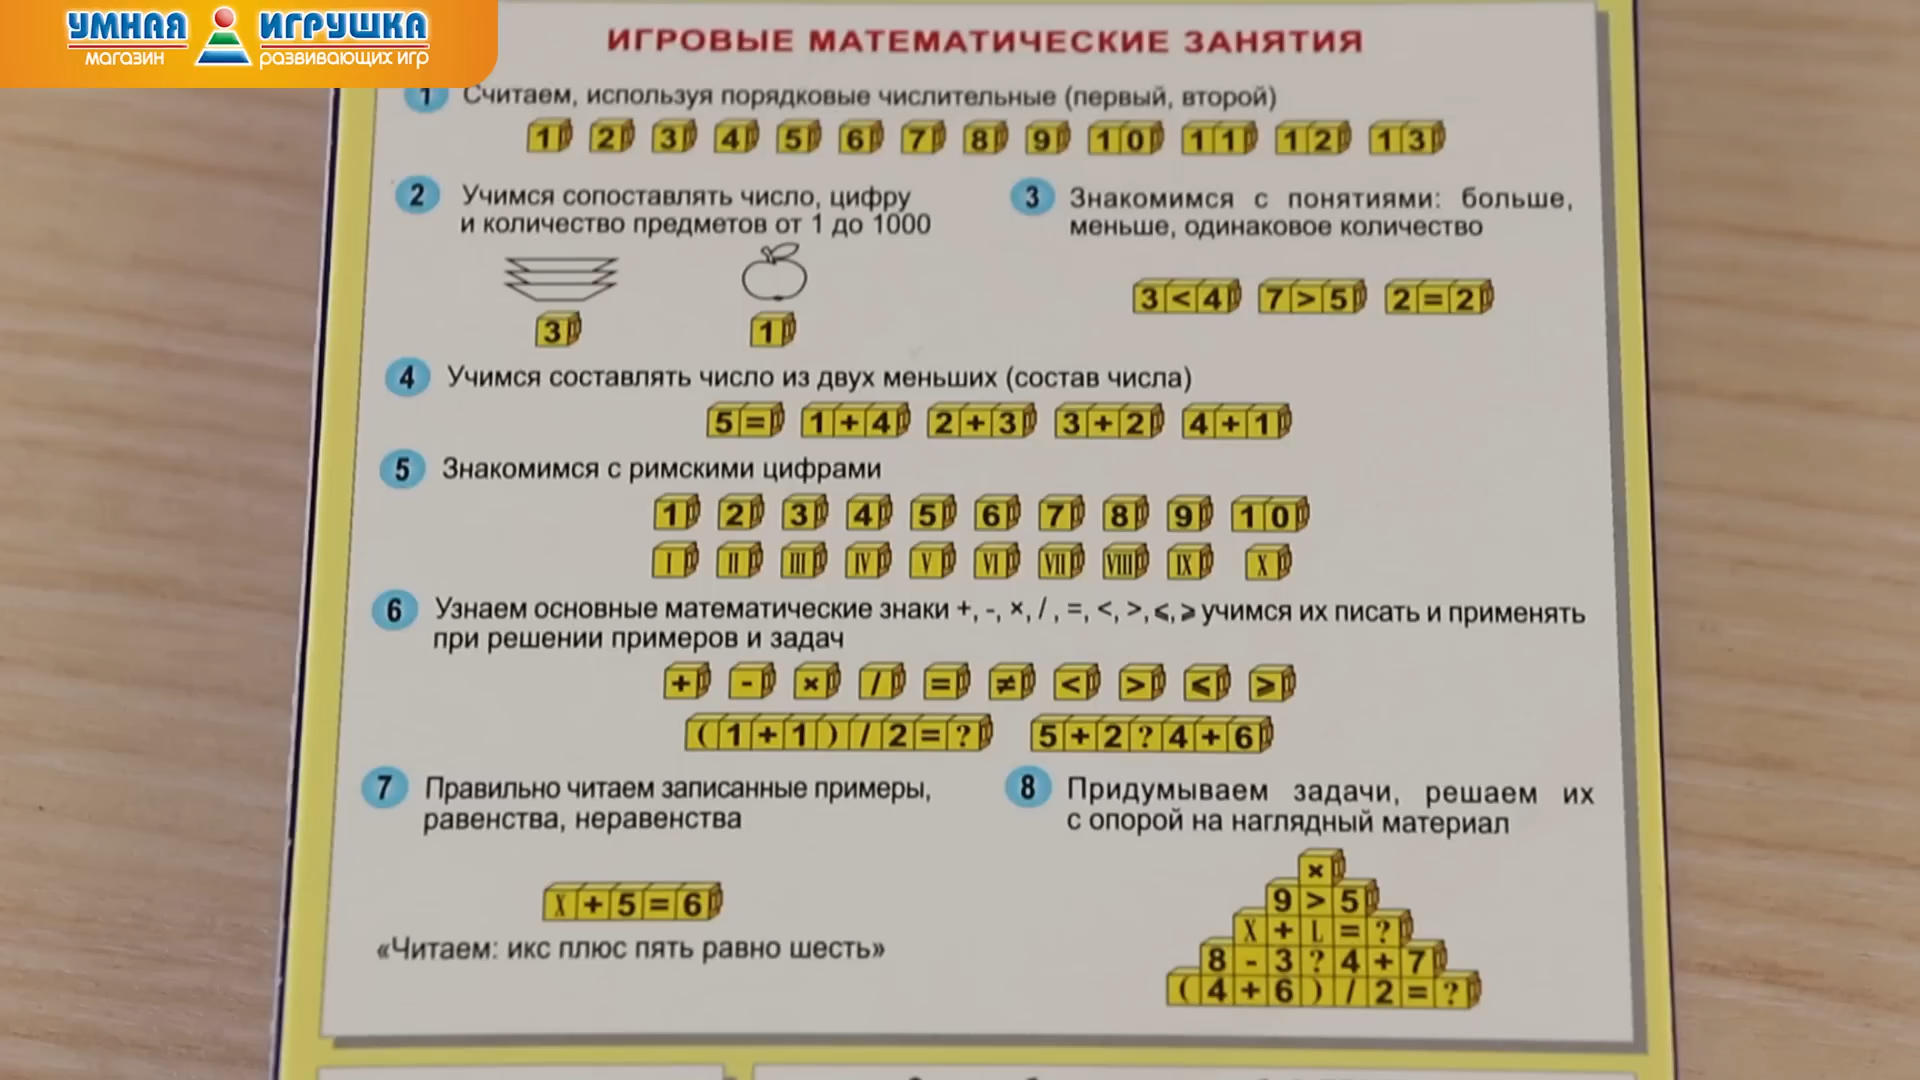 УМНАЯ ИГРУШКА
магазин развивающих игр
ИГРОВЫЕ МАТЕМАТИЧЕСКИЕ ЗАНЯТИЯ
1 Считаем, используя порядковые числительные (первый, второй)
1 2 3 4 5 6 7 8 9 10 11 12 13
2 Учимся сопоставлять число, цифру
и количество предметов от 1 до 1000
3 1
3 Знакомимся с понятиями: больше,
меньше, одинаковое количество
3<4 7>5 2=2
4 Учимся составлять число из двух меньших (состав числа)
5= 1+4 2+3 3+2 4+1
5 Знакомимся с римскими цифрами
1 2 3 4 5 6 7 8 9 10
I II III IV V VI VII VIII IX X
6 Узнаем основные математические знаки +, -, ×, / , =, <, >, ⩽, ⩾ учимся их писать и применять
при решении примеров и задач
+ - × / = ≠ < > ⩽ ⩾
(1+1)/2=? 5+2?4+6
7 Правильно читаем записанные примеры,
равенства, неравенства
X+5=6
«Читаем: икс плюс пять равно шесть»
8 Придумываем задачи, решаем их
с опорой на наглядный материал
×
9>5
X+L=?
8-3?4+7
(4+6)/2=?